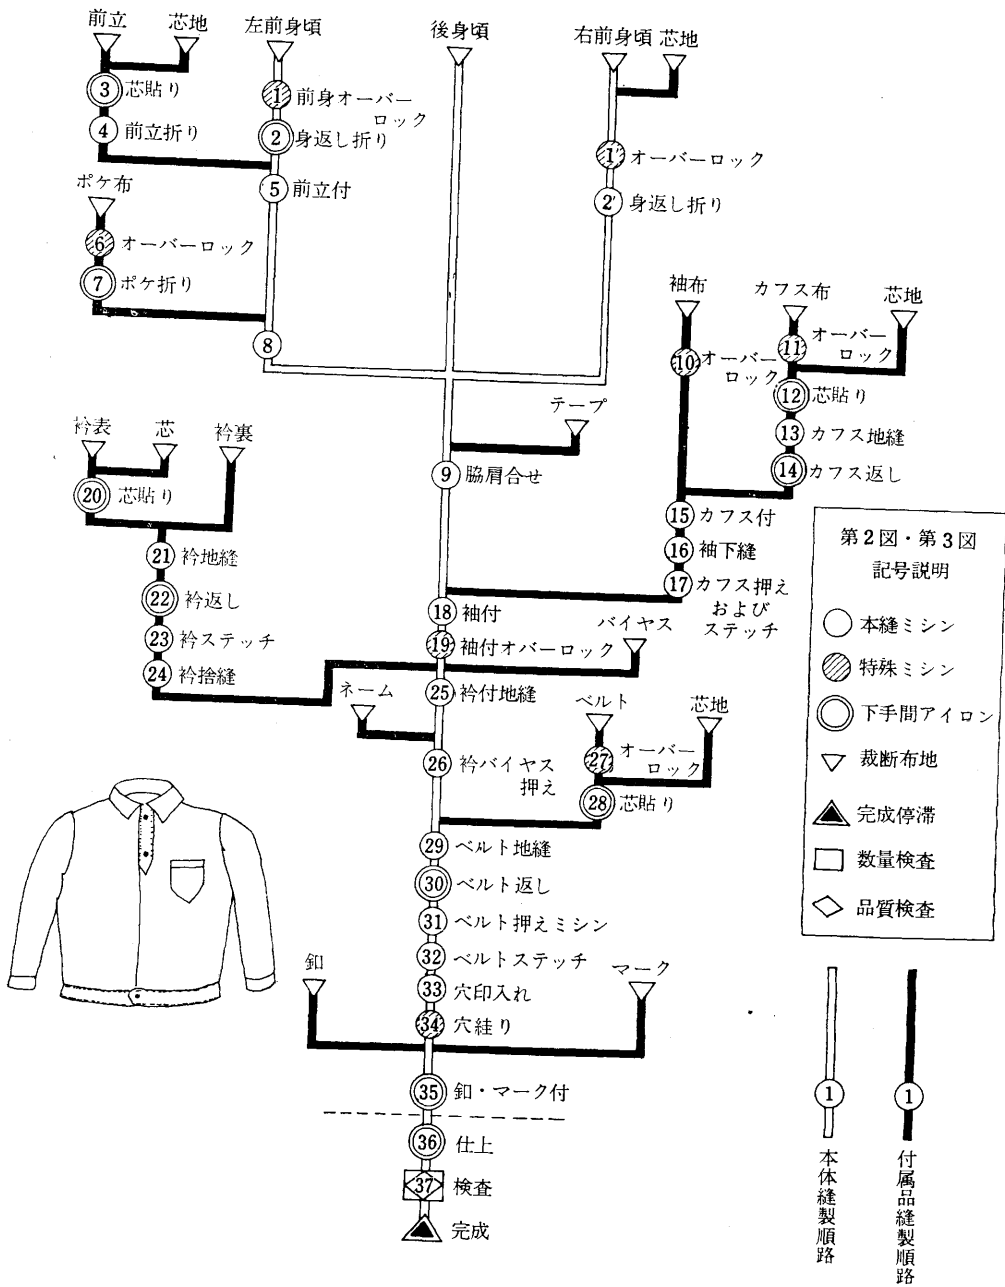 前立
芯地
左前身頃
後身頃
右前身頃
芯地
3 芯貼り
4 前立折り
1 前身オーバー
ロック
2 身返し折り
5 前立付
1' オーバーロック
2' 身返し折り
ポケ布
6 オーバーロック
7 ポケ折り
8
袖布
カフス布
芯地
10 オーバー
ロック
11 オーバー
ロック
12 芯貼り
13 カフス地縫
14 カフス返し
テープ
9 脇肩合せ
15 カフス付
16 袖下縫
17 カフス押え
および
ステッチ
衿表
芯
衿裏
20 芯貼り
21 衿地縫
22 衿返し
23 衿ステッチ
24 衿捨縫
18 袖付
19 袖付オバーロック
バイヤス
25 衿付地縫
ネーム
26 衿バイヤス
押え
ベルト
芯地
27 オーバー
ロック
28 芯貼り
29 ベルト地縫
30 ベルト返し
31 ベルト押えミシン
32 ベルトステッチ
33 穴印入れ
34 穴絓り
釦
マーク
35 釦・マーク付
36 仕上
37 検査
完成
第2図・第3図
記号説明
本縫ミシン
特殊ミシン
下手間アイロン
裁断布地
完成停滞
数量検査
品質検査
1
本体縫製順路
1
付属品縫製順路